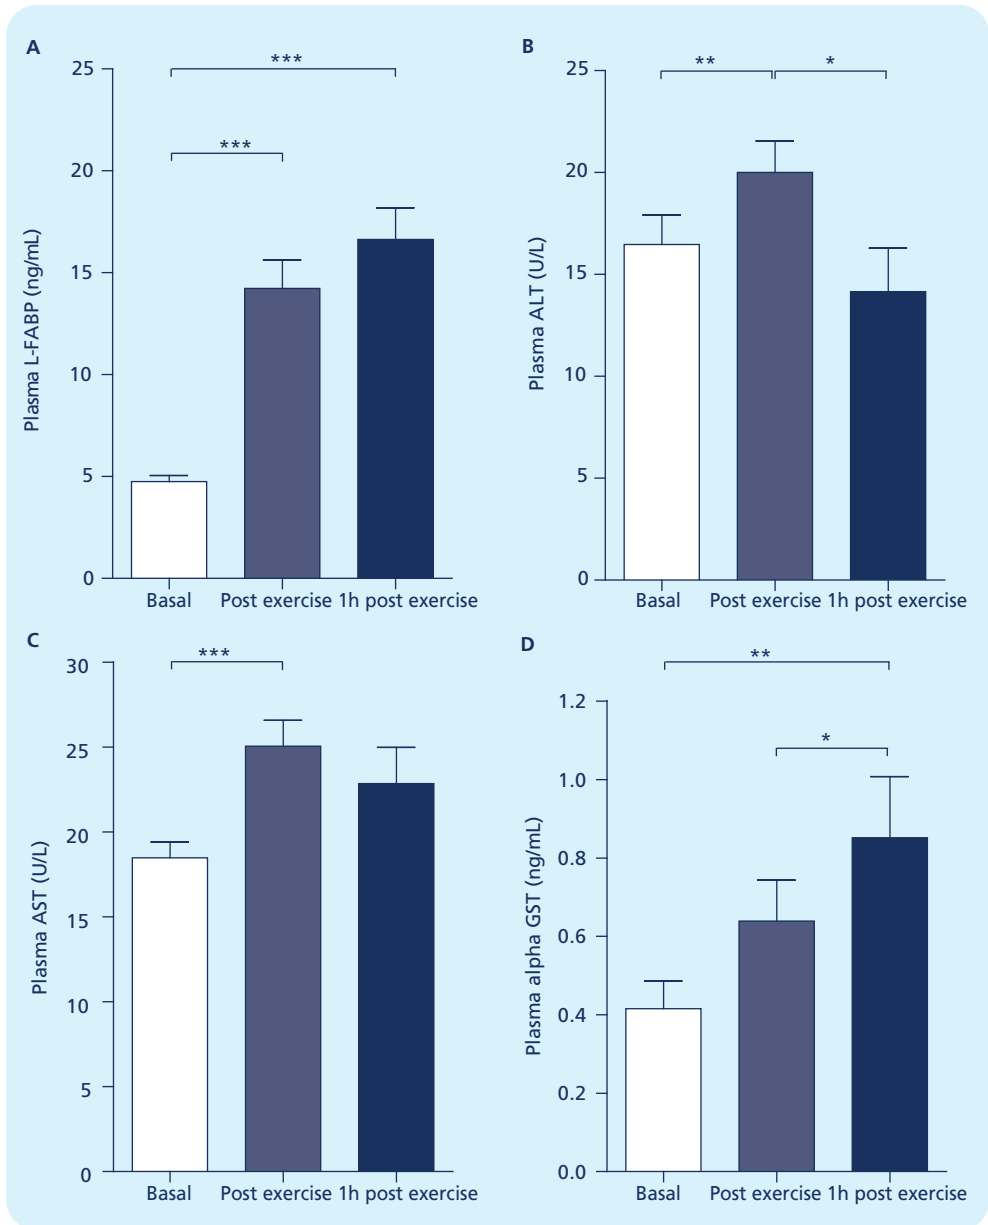 A
Plasma L-FABP (ng/mL)
25
20
15
10
5
0
***
***
Basal
Post exercise
1h post exercise
B
Plasma ALT (U/L)
25
20
15
10
5
0
**
*
Basal
Post exercise
1h post exercise
C
Plasma AST (U/L)
30
25
20
15
10
5
0
***
Basal
Post exercise
1h post exercise
D
Plasma alpha GST (ng/mL)
1.2
1.0
0.8
0.6
0.4
0.2
0.0
**
*
Basal
Post exercise
1h post exercise